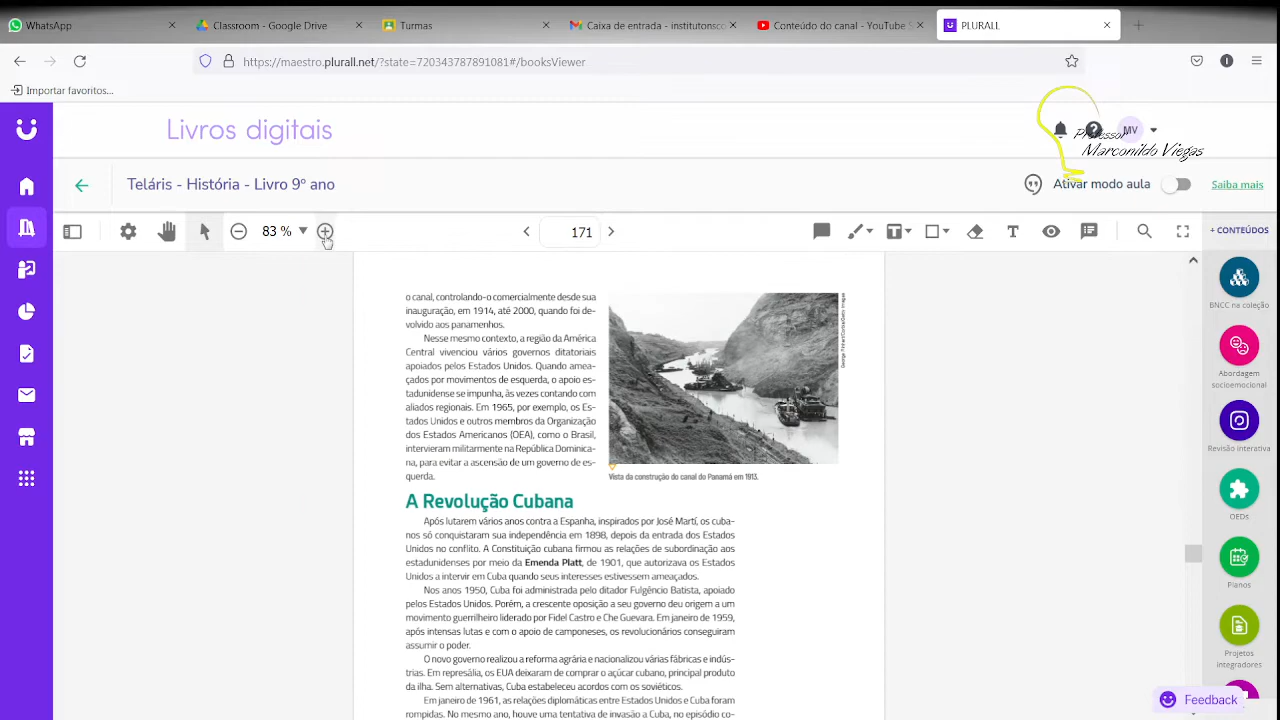 WhatsApp
Classroom - Google Drive
Turmas
Caixa de entrada - institutonsco
Conteúdo do canal - YouTube S
PLURALL
https://maestro.plurall.net/?state=720343787891081#/booksViewer
Importar favoritos...
Livros digitais
MV
Professor
Marconildo Viegas
Teláris - História - Livro 9º ano
Ativar modo aula
Saiba mais
83 %
171
+ CONTEÚDOS
o canal, controlando-o comercialmente desde sua
inauguração, em 1914, até 2000, quando foi de-
volvido aos panamenhos.
Nesse mesmo contexto, a região da América
Central vivenciou vários governos ditatoriais
apoiados pelos Estados Unidos. Quando amea-
çados por movimentos de esquerda, o apoio es-
tadunidense se impunha, às vezes contando com
aliados regionais. Em 1965, por exemplo, os Es-
tados Unidos e outros membros da Organização
dos Estados Americanos (OEA), como o Brasil,
intervieram militarmente na República Dominica-
na, para evitar a ascensão de um governo de es-
querda.
Vista da construção do canal do Panamá em 1913.
A Revolução Cubana
Após lutarem vários anos contra a Espanha, inspirados por José Martí, os cuba-
nos só conquistaram sua independência em 1898, depois da entrada dos Estados
Unidos no conflito. A Constituição cubana firmou as relações de subordinação aos
estadunidenses por meio da Emenda Platt, de 1901, que autorizava os Estados
Unidos a intervir em Cuba quando seus interesses estivessem ameaçados.
Nos anos 1950, Cuba foi administrada pelo ditador Fulgêncio Batista, apoiado
pelos Estados Unidos. Porém, a crescente oposição a seu governo deu origem a um
movimento guerrilheiro liderado por Fidel Castro e Che Guevara. Em janeiro de 1959,
após intensas lutas e com o apoio de camponeses, os revolucionários conseguiram
assumir o poder.
O novo governo realizou a reforma agrária e nacionalizou várias fábricas e indús-
trias. Em represália, os EUA deixaram de comprar o açúcar cubano, principal produto
da ilha. Sem alternativas, Cuba estabeleceu acordos com os soviéticos.
Em janeiro de 1961, as relações diplomáticas entre Estados Unidos e Cuba foram
rompidas. No mesmo ano, houve uma tentativa de invasão a Cuba, no episódio co-
BNCC na coleção
Abordagem
socioemocional
Revisão interativa
OEDs
Planos
Projetos
integradores
Feedback